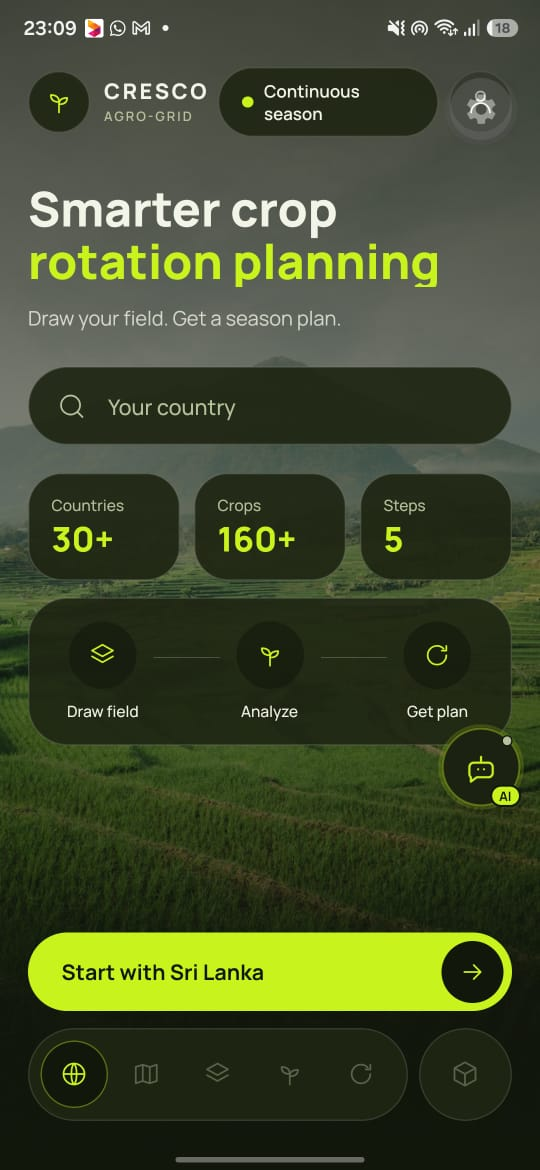 23:09
18
CRESCO
AGRO-GRID
Continuous
season
Smarter crop
rotation planning
Draw your field. Get a season plan.
Your country
Countries
30+
Crops
160+
Steps
5
Draw field
Analyze
Get plan
AI
Start with Sri Lanka